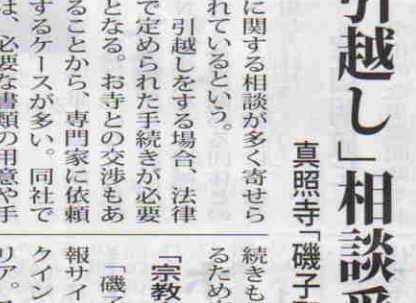 引越し」相談受
真照寺「磯子
に関する相談が多く寄せら
れているという。
引越しをする場合、法律
で定められた手続きが必要
となる。お寺との交渉もあ
ることから、専門家に依頼
するケースが多い。同社で
は、必要な書類の用意や手
続きも
るため
「宗教
「磯子
報サイ
クイン
リア。